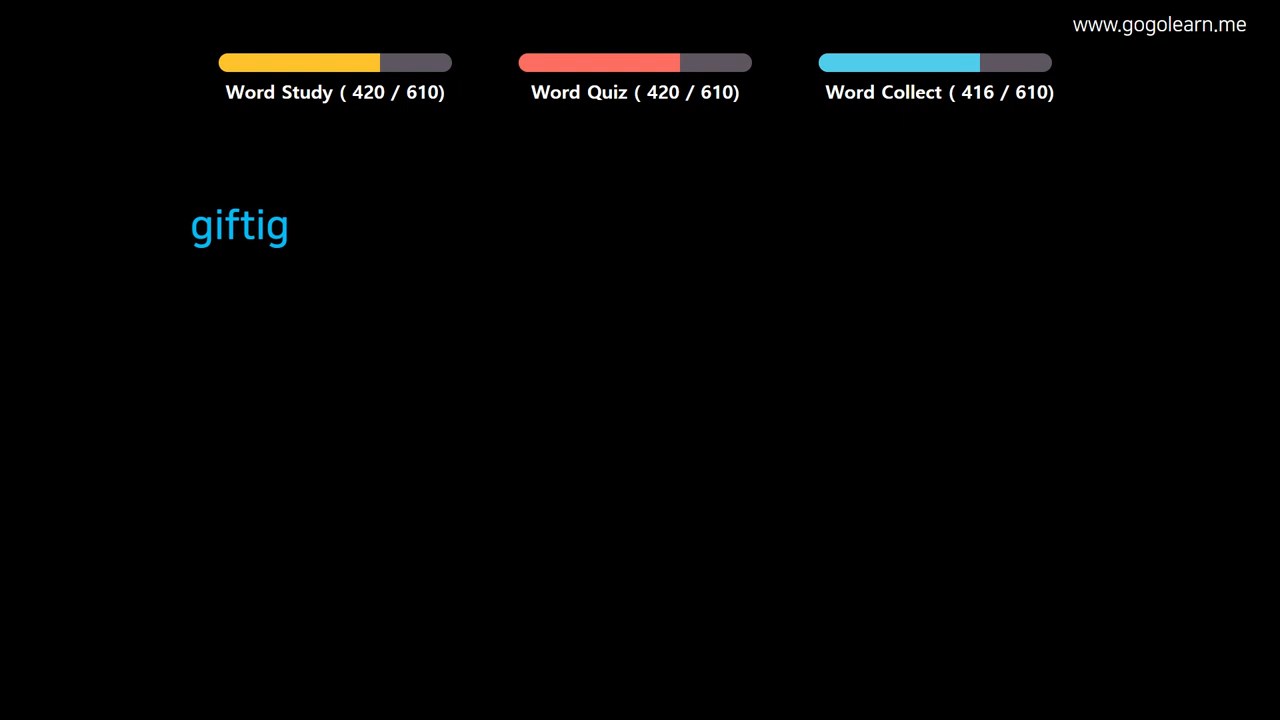 www.gogolearn.me
Word Study ( 420 / 610)
Word Quiz ( 420 / 610)
Word Collect ( 416 / 610)
giftig